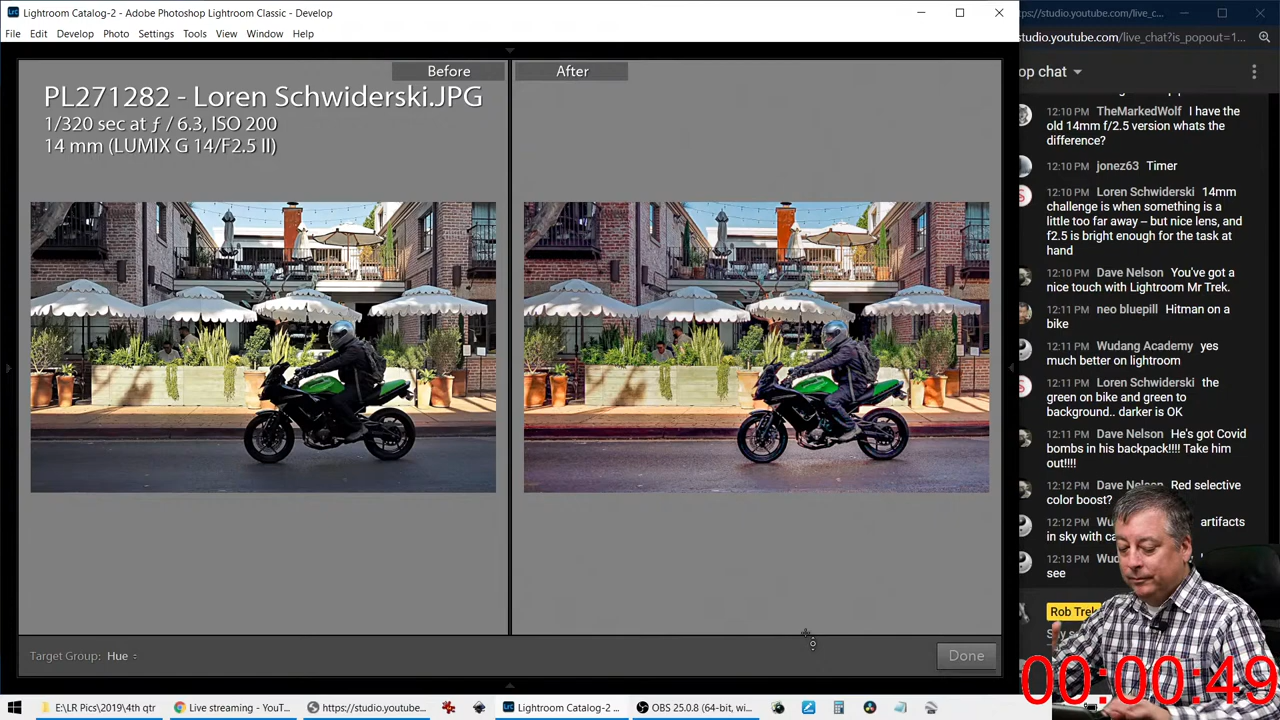 Lightroom Catalog-2 - Adobe Photoshop Lightroom Classic - Develop
File Edit Develop Photo Settings Tools View Window Help
Before
After
PL271282 - Loren Schwiderski.JPG
1/320 sec at ƒ / 6.3, ISO 200
14 mm (LUMIX G 14/F2.5 II)
Target Group: Hue
Done
ps://studio.youtube.com/live_c...
studio.youtube.com/live_chat?is_popout=1...
op chat
12:10 PM TheMarkedWolf I have the
old 14mm f/2.5 version whats the
difference?
12:10 PM jonez63 Timer
12:10 PM Loren Schwiderski 14mm
challenge is when something is a
little too far away – but nice lens, and
f2.5 is bright enough for the task at
hand
12:10 PM Dave Nelson You've got a
nice touch with Lightroom Mr Trek.
12:11 PM neo bluepill Hitman on a
bike
12:11 PM Wudang Academy yes
much better on lightroom
12:11 PM Loren Schwiderski the
green on bike and green to
background.. darker is OK
12:11 PM Dave Nelson He's got Covid
bombs in his backpack!!!! Take him
out!!!!
12:12 PM Dave Nelson Red selective
color boost?
12:12 PM Wu artifacts
in sky with ca
12:13 PM Wud
see
Rob Trek
00:00:49
E:\LR Pics\2019\4th qtr
Live streaming - YouT...
https://studio.youtube...
Lightroom Catalog-2 ...
OBS 25.0.8 (64-bit, wi...